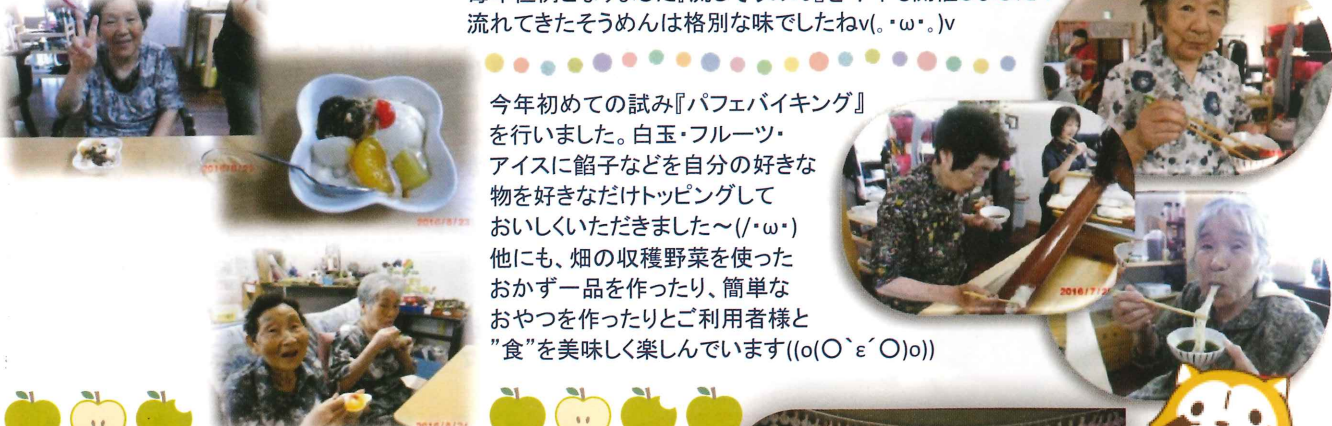 流れてきたそうめんは格別な味でしたねv(。･ω･。)v
今年初めての試み『パフェバイキング』
を行いました。白玉・フルーツ・
アイスに餡子などを自分の好きな
物を好きなだけトッピングして
おいしくいただきました～(/･ω･)
他にも、畑の収穫野菜を使った
おかず一品を作ったり、簡単な
おやつを作ったりとご利用者様と
”食”を美味しく楽しんでいます((o(〇`ε´〇)o))